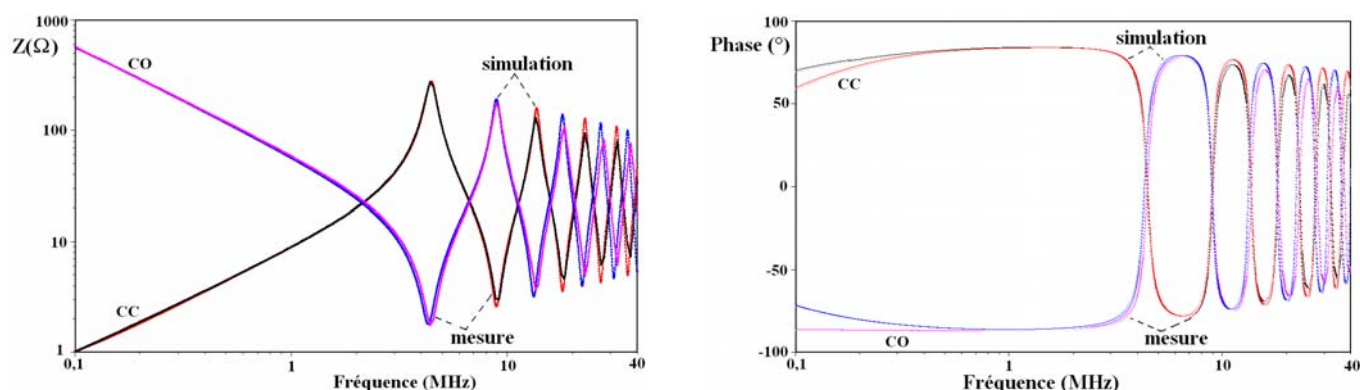 1000
Z(Ω)
CO
simulation
100
10
CC
mesure
1
0.1
1
10
40
Fréquence (MHz)
100
Phase (°)
simulation
CC
50
0
-50
mesure
CO
-100
0,1
1
10
40
Fréquence (MHz)